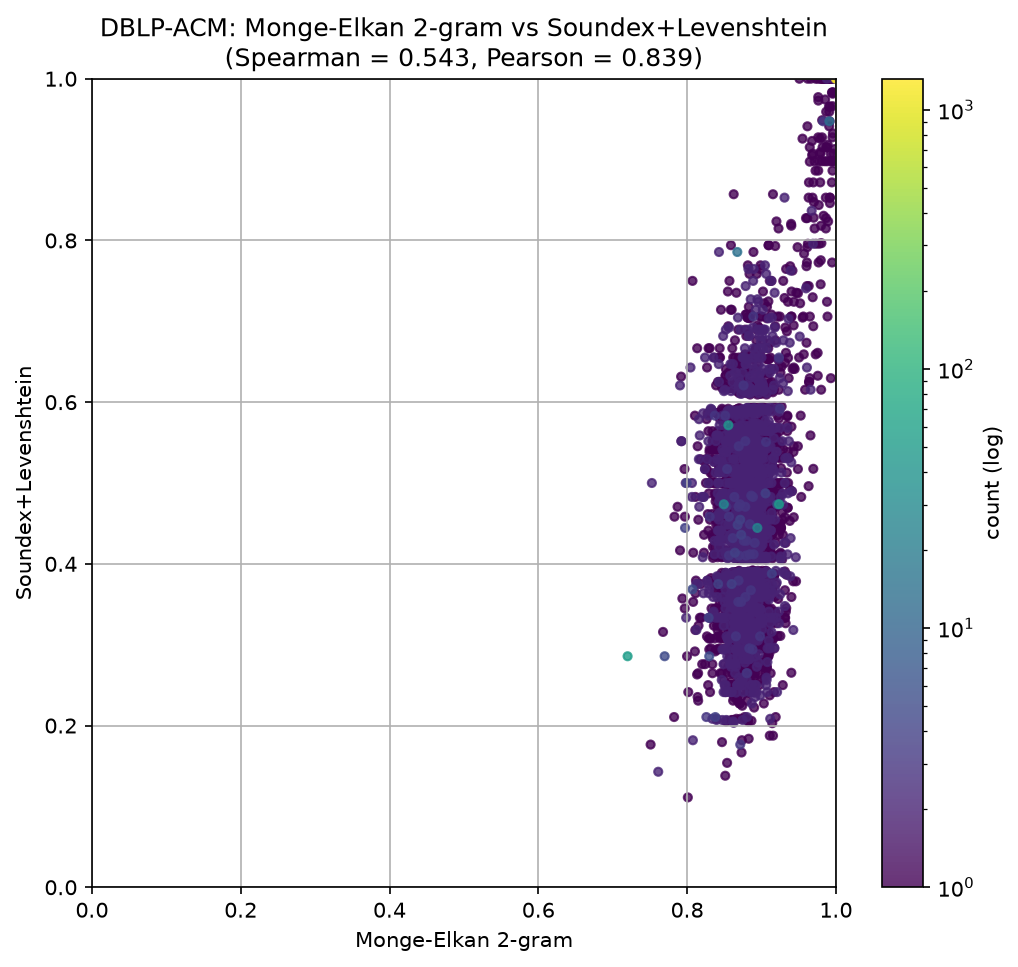 DBLP-ACM: Monge-Elkan 2-gram vs Soundex+Levenshtein
(Spearman = 0.543, Pearson = 0.839)
1.0
0.8
0.6
0.4
0.2
0.0
Soundex+Levenshtein
0.0 0.2 0.4 0.6 0.8 1.0
Monge-Elkan 2-gram
10³
10²
10¹
10⁰
count (log)